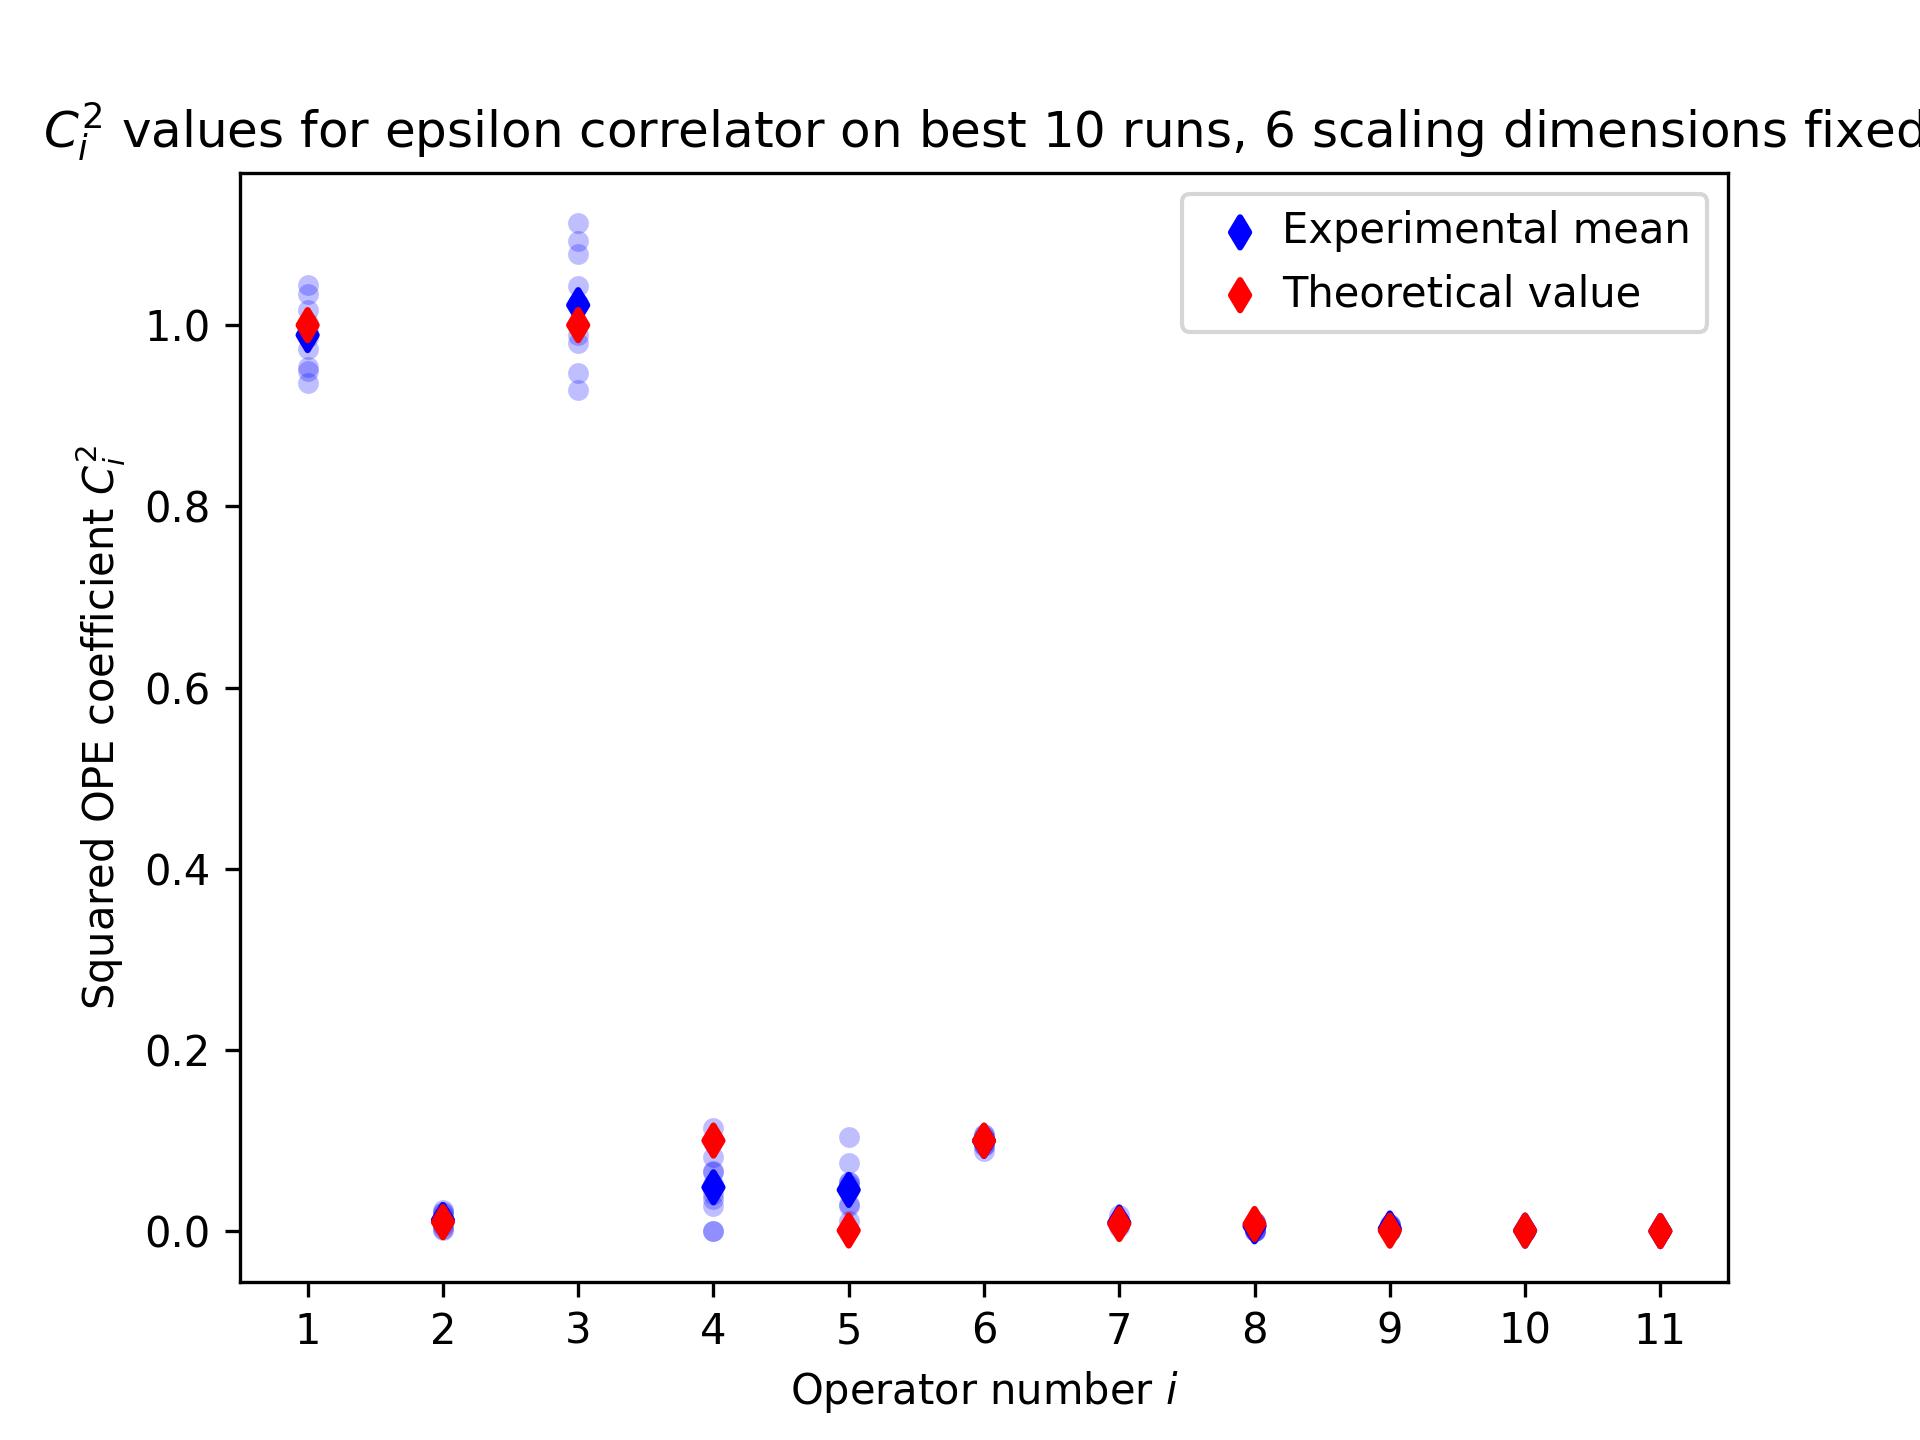 C_i^2 values for epsilon correlator on best 10 runs, 6 scaling dimensions fixed
Experimental mean
Theoretical value
Squared OPE coefficient C_i^2
1.0
0.8
0.6
0.4
0.2
0.0
1 2 3 4 5 6 7 8 9 10 11
Operator number i